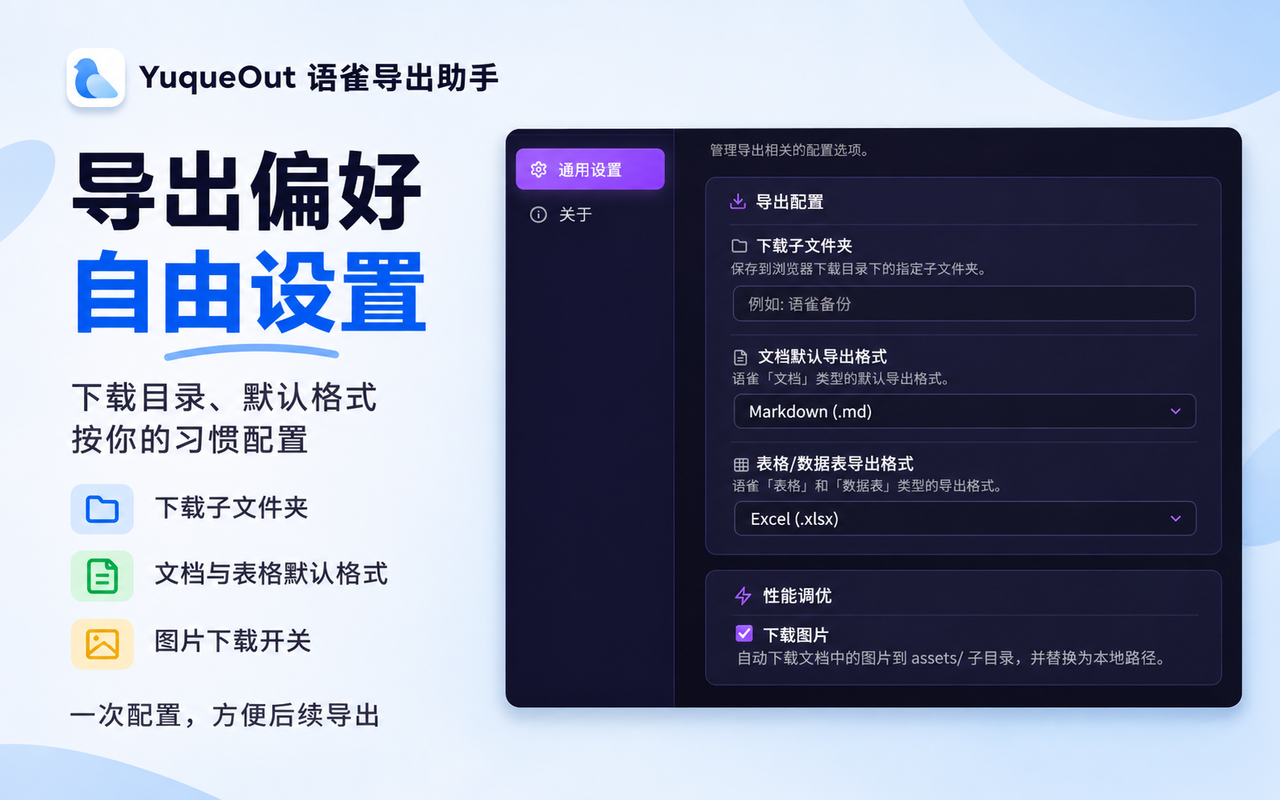 YuqueOut 语雀导出助手
导出偏好
自由设置
下载目录、默认格式
按你的习惯配置
下载子文件夹
文档与表格默认格式
图片下载开关
一次配置，方便后续导出
通用设置
关于
管理导出相关的配置选项。
导出配置
下载子文件夹
保存到浏览器下载目录下的指定子文件夹。
例如: 语雀备份
文档默认导出格式
语雀「文档」类型的默认导出格式。
Markdown (.md)
表格/数据表导出格式
语雀「表格」和「数据表」类型的导出格式。
Excel (.xlsx)
性能调优
下载图片
自动下载文档中的图片到 assets/ 子目录，并替换为本地路径。